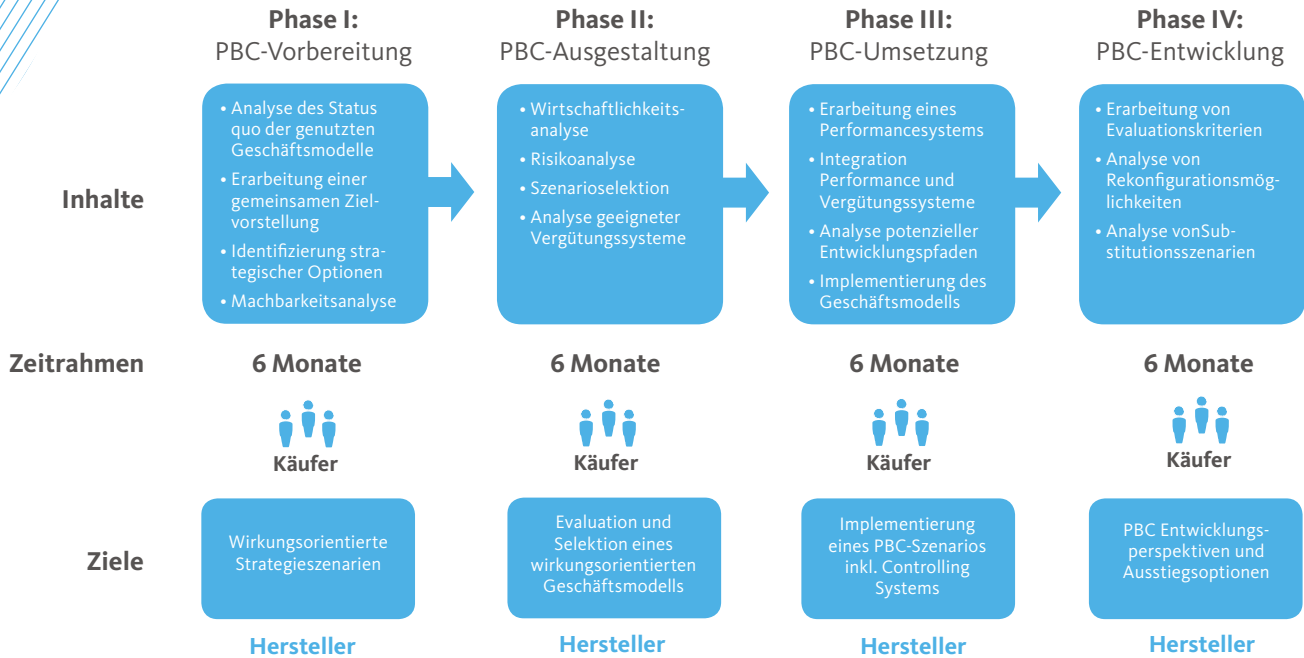 Phase I:
PBC-Vorbereitung
Phase II:
PBC-Ausgestaltung
Phase III:
PBC-Umsetzung
Phase IV:
PBC-Entwicklung
Inhalte
• Analyse des Status
quo der genutzten
Geschäftsmodelle
• Erarbeitung einer
gemeinsamen Ziel-
vorstellung
• Identifizierung stra-
tegischer Optionen
• Machbarkeitsanalyse
• Wirtschaftlichkeits-
analyse
• Risikoanalyse
• Szenarioselektion
• Analyse geeigneter
Vergütungssysteme
• Erarbeitung eines
Performancesystems
• Integration
Performance und
Vergütungssysteme
• Analyse potenzieller
Entwicklungspfaden
• Implementierung des
Geschäftsmodells
• Erarbeitung von
Evaluationskriterien
• Analyse von
Rekonfigurationsmög-
lichkeiten
• Analyse vonSub-
stitutionsszenarien
Zeitrahmen
6 Monate
6 Monate
6 Monate
6 Monate
Käufer
Käufer
Käufer
Käufer
Ziele
Wirkungsorientierte
Strategieszenarien
Evaluation und
Selektion eines
wirkungsorientierten
Geschäftsmodells
Implementierung
eines PBC-Szenarios
inkl. Controlling
Systems
PBC Entwicklungs-
perspektiven und
Ausstiegsoptionen
Hersteller
Hersteller
Hersteller
Hersteller